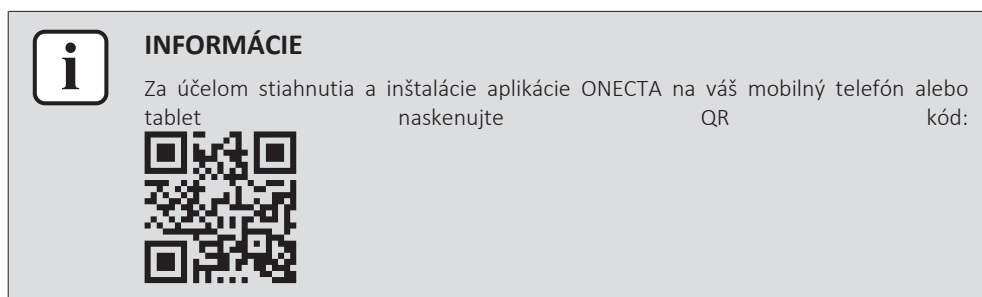 i
INFORMÁCIE
Za účelom stiahnutia a inštalácie aplikácie ONECTA na váš mobilný telefón alebo
tablet naskenujte QR kód: